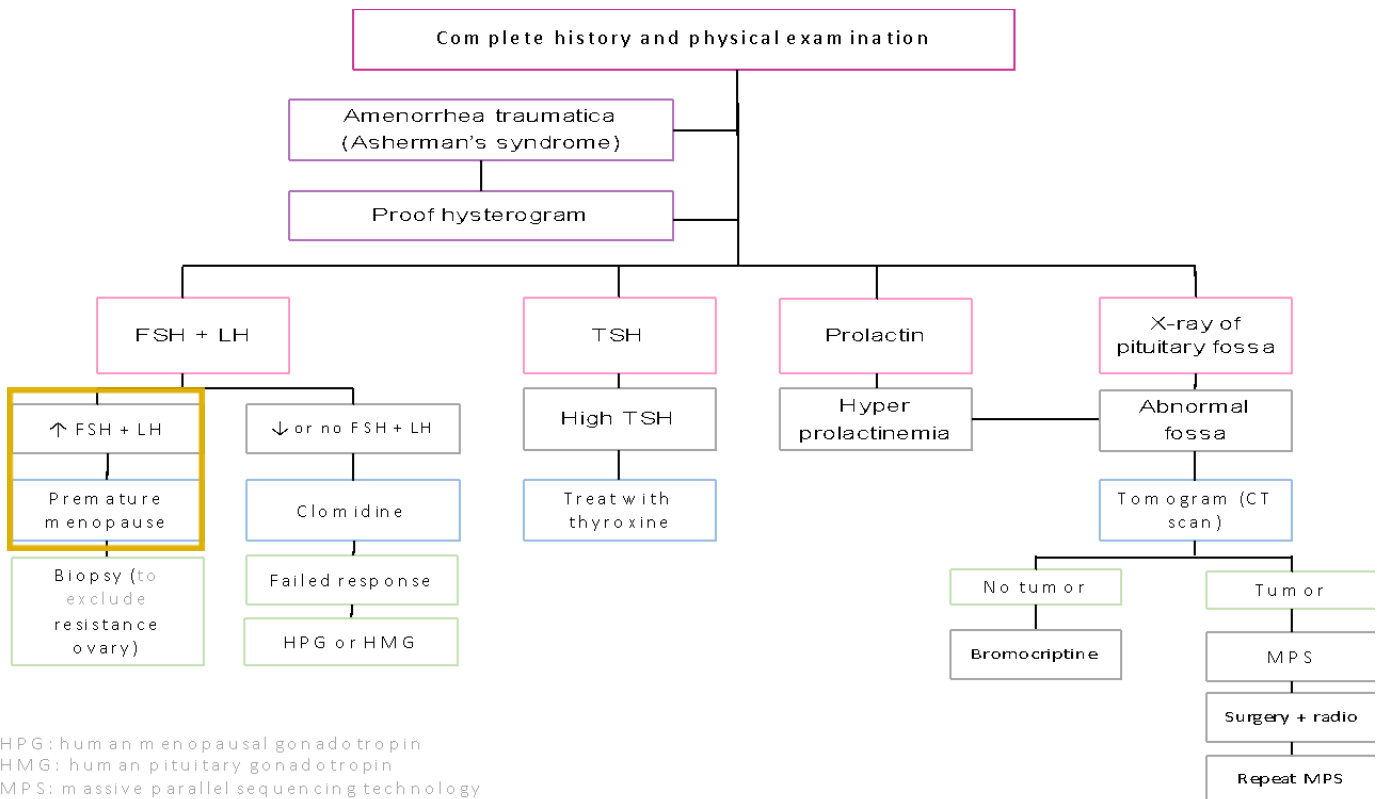 Complete history and physical examination
Amenorrhea traumatica
(Asherman's syndrome)
Proof hysterogram
FSH + LH
TSH
Prolactin
X-ray of
pituitary fossa
↑ FSH + LH
↓ or no FSH + LH
High TSH
Hyper
prolactinemia
Abnormal
fossa
Premature
menopause
Clomidine
Treat with
thyroxine
Tomogram (CT
scan)
Biopsy (to
exclude
resistance
ovary)
Failed response
HPG or HMG
No tumor
Tumor
Bromocriptine
MPS
Surgery + radio
Repeat MPS
HPG: human menopausal gonadotropin
HMG: human pituitary gonadotropin
MPS: massive parallel sequencing technology